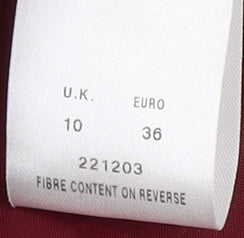 U.K. EURO
10 36
221203
FIBRE CONTENT ON REVERSE